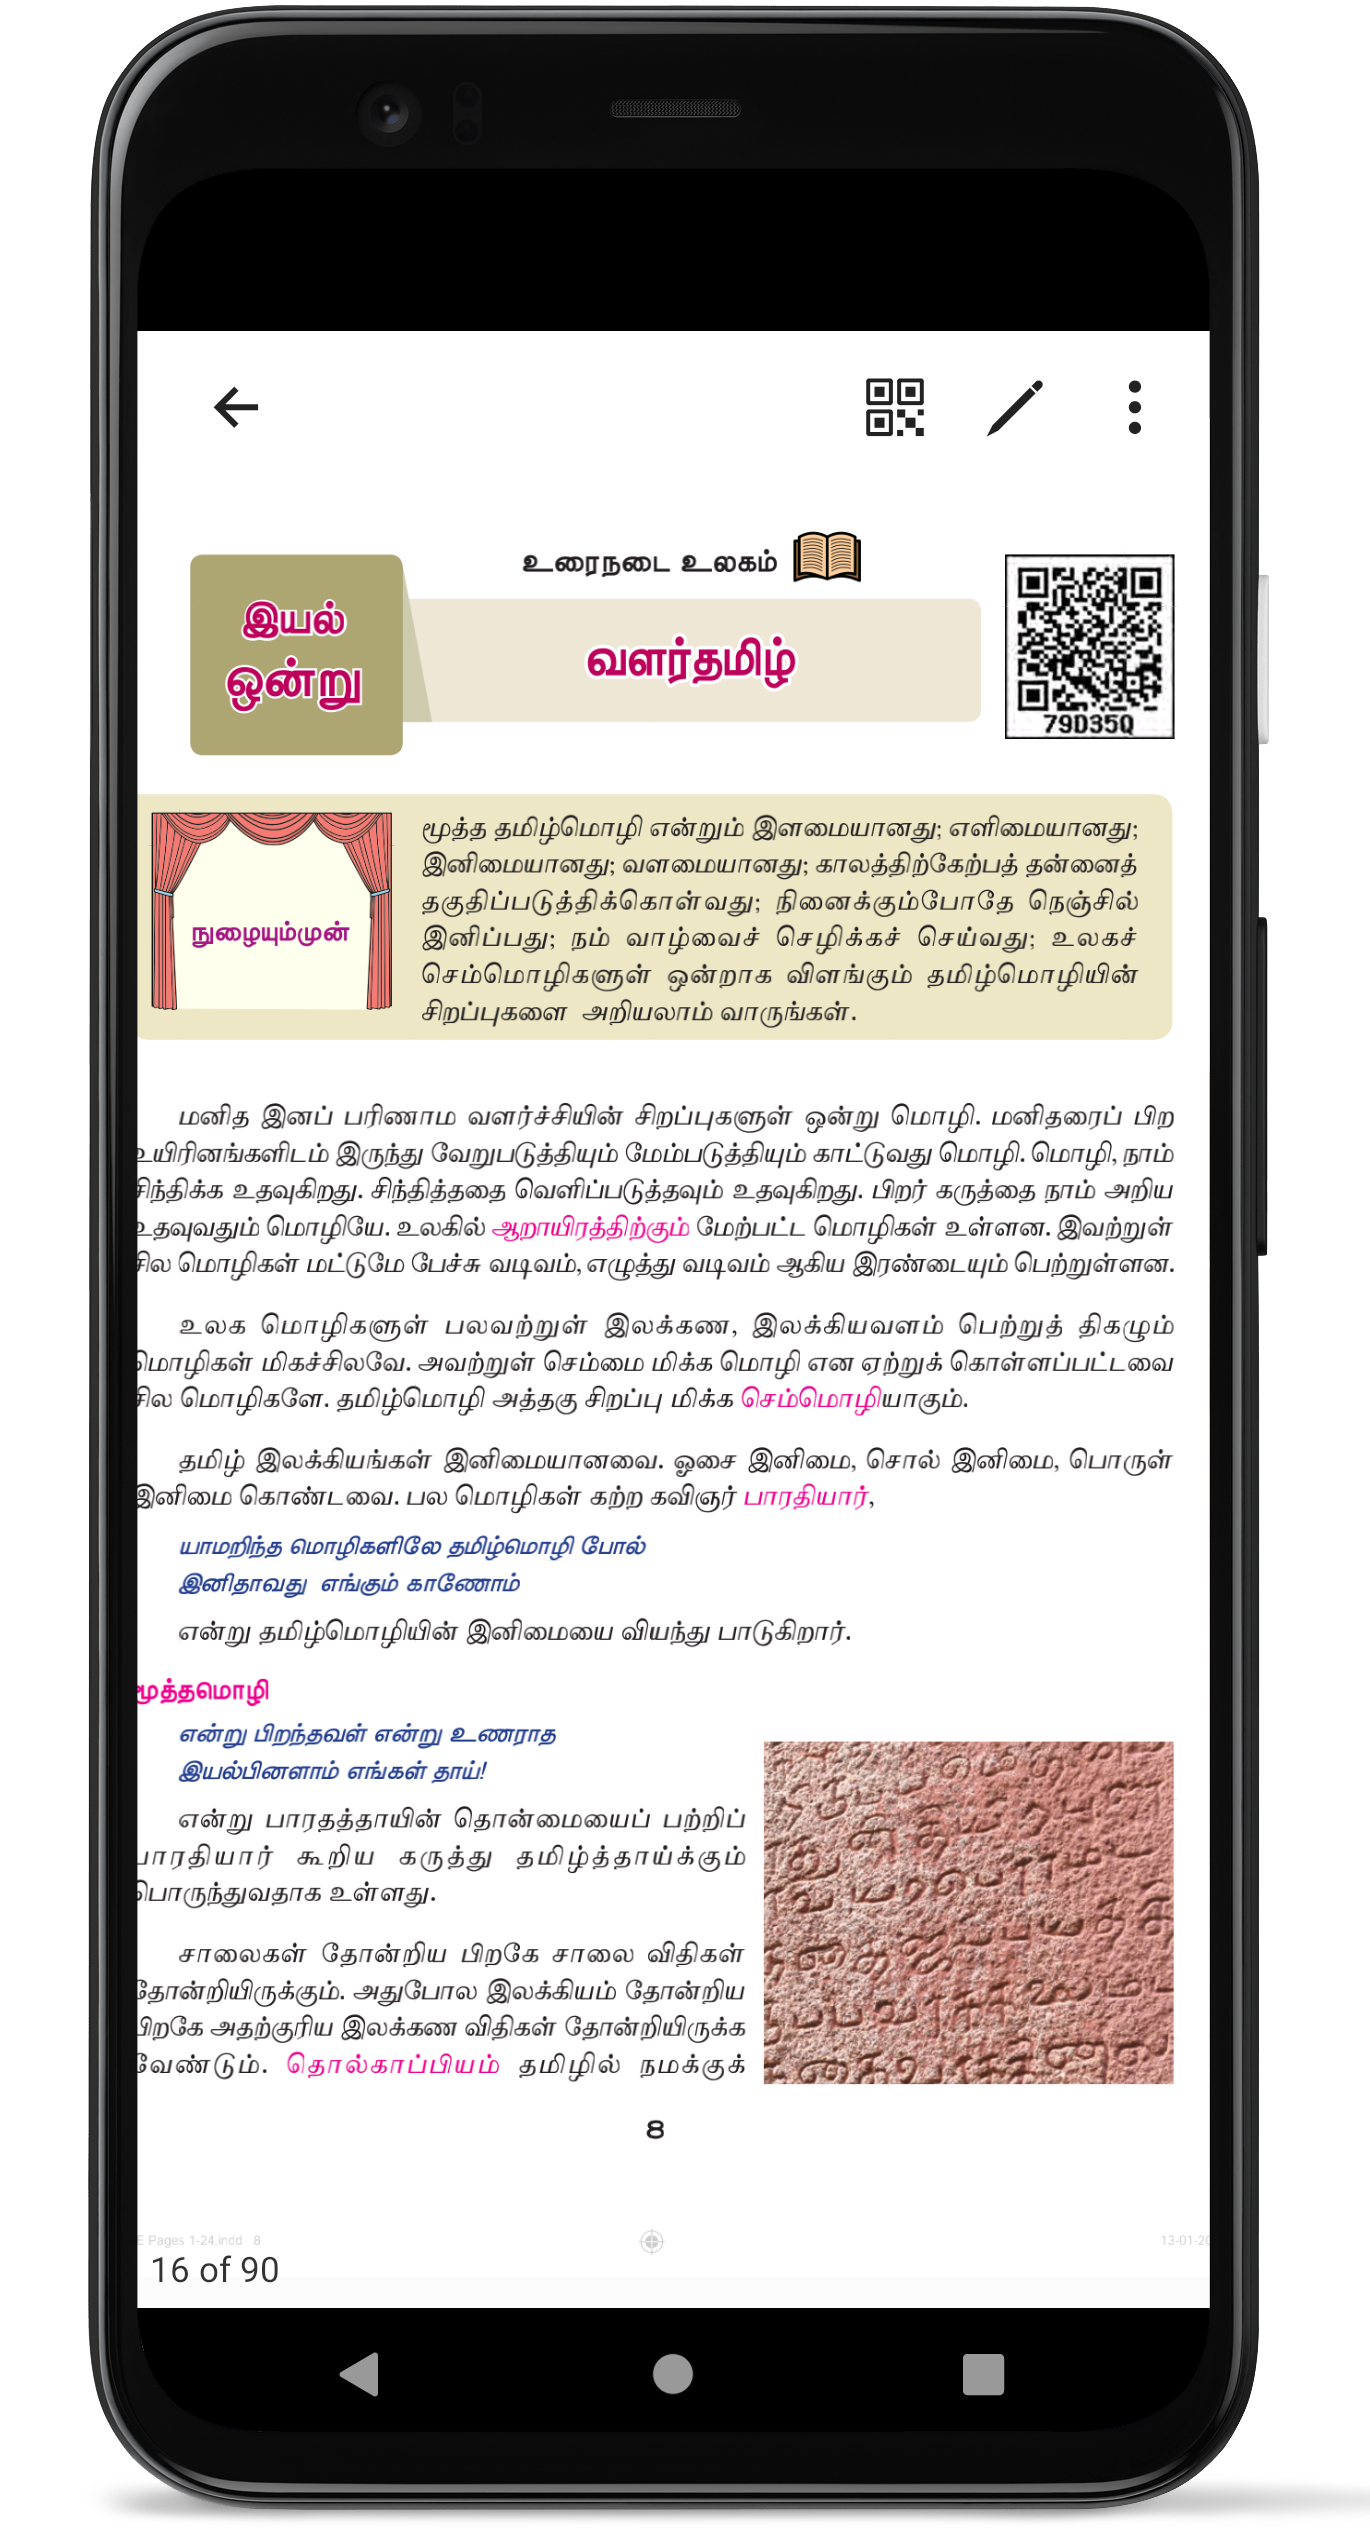 உரைநடை உலகம்
இயல்
ஒன்று
வளர்தமிழ்
79D35Q
நுழையும்முன்
மூத்த தமிழ்மொழி என்றும் இளமையானது; எளிமையானது;
இனிமையானது; வளமையானது; காலத்திற்கேற்பத் தன்னைத்
தகுதிப்படுத்திக்கொள்வது; நினைக்கும்போதே நெஞ்சில்
இனிப்பது; நம் வாழ்வைச் செழிக்கச் செய்வது; உலகச்
செம்மொழிகளுள் ஒன்றாக விளங்கும் தமிழ்மொழியின்
சிறப்புகளை அறியலாம் வாருங்கள்.
மனித இனப் பரிணாம வளர்ச்சியின் சிறப்புகளுள் ஒன்று மொழி. மனிதரைப் பிற
உயிரினங்களிடம் இருந்து வேறுபடுத்தியும் மேம்படுத்தியும் காட்டுவது மொழி. மொழி, நாம்
சிந்திக்க உதவுகிறது. சிந்தித்ததை வெளிப்படுத்தவும் உதவுகிறது. பிறர் கருத்தை நாம் அறிய
உதவுவதும் மொழியே. உலகில் ஆறாயிரத்திற்கும் மேற்பட்ட மொழிகள் உள்ளன. இவற்றுள்
சில மொழிகள் மட்டுமே பேச்சு வடிவம், எழுத்து வடிவம் ஆகிய இரண்டையும் பெற்றுள்ளன.
உலக மொழிகளுள் பலவற்றுள் இலக்கண, இலக்கியவளம் பெற்றுத் திகழும்
மொழிகள் மிகச்சிலவே. அவற்றுள் செம்மை மிக்க மொழி என ஏற்றுக் கொள்ளப்பட்டவை
சில மொழிகளே. தமிழ்மொழி அத்தகு சிறப்பு மிக்க செம்மொழியாகும்.
தமிழ் இலக்கியங்கள் இனிமையானவை. ஓசை இனிமை, சொல் இனிமை, பொருள்
இனிமை கொண்டவை. பல மொழிகள் கற்ற கவிஞர் பாரதியார்,
யாமறிந்த மொழிகளிலே தமிழ்மொழி போல்
இனிதாவது எங்கும் காணோம்
என்று தமிழ்மொழியின் இனிமையை வியந்து பாடுகிறார்.
மூத்தமொழி
என்று பிறந்தவள் என்று உணராத
இயல்பினளாம் எங்கள் தாய்!
என்று பாரதத்தாயின் தொன்மையைப் பற்றிப்
பாரதியார் கூறிய கருத்து தமிழ்த்தாய்க்கும்
பொருந்துவதாக உள்ளது.
சாலைகள் தோன்றிய பிறகே சாலை விதிகள்
தோன்றியிருக்கும். அதுபோல இலக்கியம் தோன்றிய
பிறகே அதற்குரிய இலக்கண விதிகள் தோன்றியிருக்க
வேண்டும். தொல்காப்பியம் தமிழில் நமக்குக்
8
E Pages 1-24.indd 8
13-01-20
16 of 90